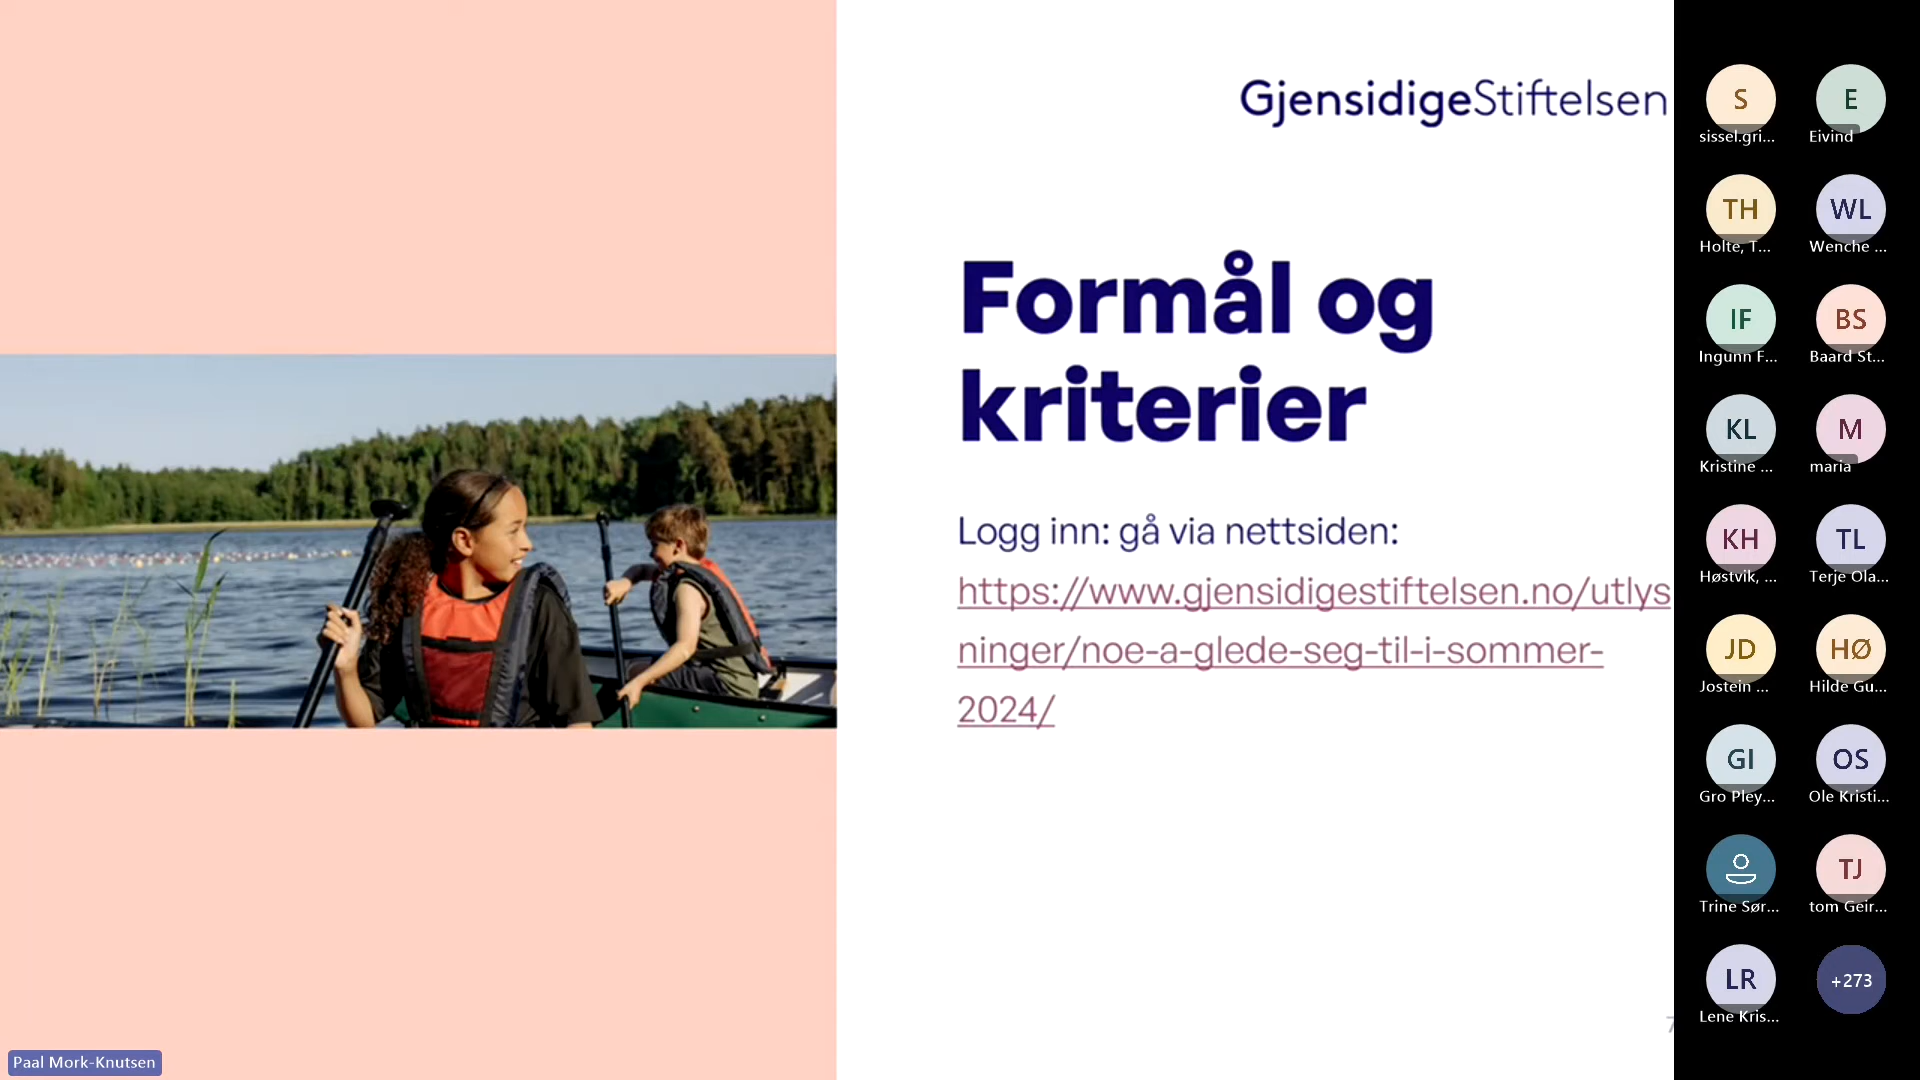 GjensidigeStiftelsen
Formål og
kriterier
Logg inn: gå via nettsiden:
https://www.gjensidigestiftelsen.no/utlys
ninger/noe-a-glede-seg-til-i-sommer-
2024/
7
Paal Mork-Knutsen
S
sissel.gri...
E
Eivind
TH
Holte, T...
WL
Wenche ...
IF
Ingunn F...
BS
Baard St...
KL
Kristine ...
M
maria
KH
Høstvik, ...
TL
Terje Ola...
JD
Jostein ...
HØ
Hilde Gu...
GI
Gro Pley...
OS
Ole Kristi...
Trine Sør...
TJ
tom Geir...
LR
Lene Kris...
+273